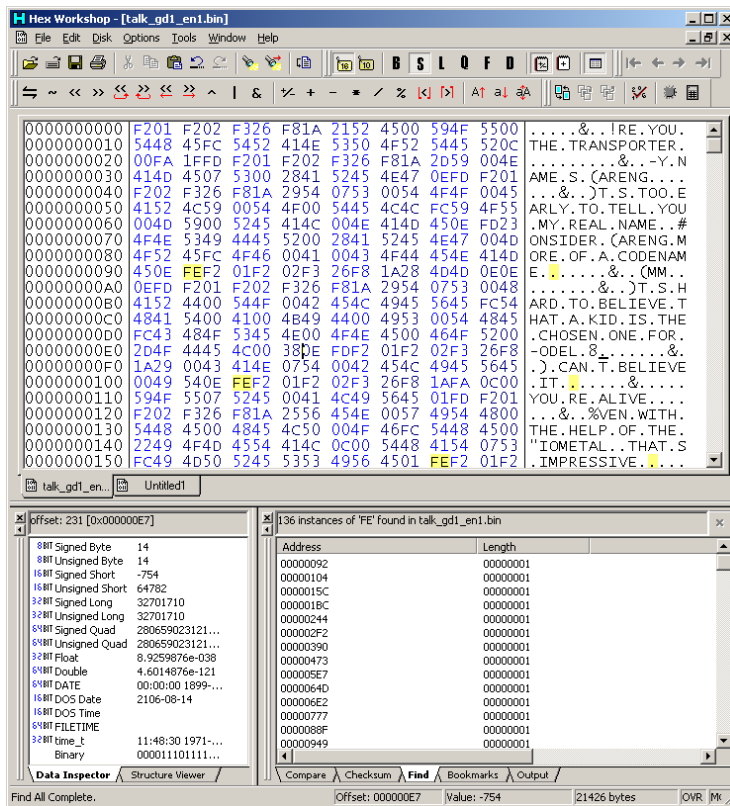 Hex Workshop - [talk_gd1_en1.bin]
File Edit Disk Options Tools Window Help
B S L Q F D
0000000000 F201 F202 F326 F81A 2152 4500 594F 5500 .....&..!RE.YOU.
0000000010 5448 45FC 5452 414E 5350 4F52 5445 520C THE.TRANSPORTER.
0000000020 00FA 1FFD F201 F202 F326 F81A 2D59 004E .........&..-Y.N
0000000030 414D 4507 5300 2841 5245 4E47 0EFD F201 AME.S.(ARENG....
0000000040 F202 F326 F81A 2954 0753 0054 4F4F 0045 ...&..)T.S.TOO.E
0000000050 4152 4C59 0054 4F00 5445 4C4C FC59 4F55 ARLY.TO.TELL.YOU
0000000060 004D 5900 5245 414C 004E 414D 450E FD23 .MY.REAL.NAME..#
0000000070 4F4E 5349 4445 5200 2841 5245 4E47 004D ONSIDER.(ARENG.M
0000000080 4F52 45FC 4F46 0041 0043 4F44 454E 414D ORE.OF.A.CODENAM
0000000090 450E FEF2 01F2 02F3 26F8 1A28 4D4D 0E0E E.......&..(MM..
00000000A0 0EFD F201 F202 F326 F81A 2954 0753 0048 .......&..)T.S.H
00000000B0 4152 4400 544F 0042 454C 4945 5645 FC54 ARD.TO.BELIEVE.T
00000000C0 4841 5400 4100 4B49 4400 4953 0054 4845 HAT.A.KID.IS.THE
00000000D0 FC43 484F 5345 4E00 4F4E 4500 464F 5200 .CHOSEN.ONE.FOR.
00000000E0 2D4F 4445 4C00 380E FDF2 01F2 02F3 26F8 -ODEL.8.......&.
00000000F0 1A29 0043 414E 0754 0042 454C 4945 5645 .).CAN.T.BELIEVE
0000000100 0049 540E FEF2 01F2 02F3 26F8 1AFA 0C00 .IT.......&.....
0000000110 594F 5507 5245 0041 4C49 5645 01FD F201 YOU.RE.ALIVE....
0000000120 F202 F326 F81A 2556 454E 0057 4954 4800 ...&..%VEN.WITH.
0000000130 5448 4500 4845 4C50 004F 46FC 5448 4500 THE.HELP.OF.THE.
0000000140 2249 4F4D 4554 414C 0C00 5448 4154 0753 "IOMETAL..THAT.S
0000000150 FC49 4D50 5245 5353 4956 4501 FEF2 01F2 .IMPRESSIVE.....
talk_gd1_en... Untitled1
offset: 231 [0x000000E7]
8BIT Signed Byte 14
8BIT Unsigned Byte 14
16BIT Signed Short -754
16BIT Unsigned Short 64782
32BIT Signed Long 32701710
32BIT Unsigned Long 32701710
64BIT Signed Quad 280659023121...
64BIT Unsigned Quad 280659023121...
32BIT Float 8.9259876e-038
64BIT Double 4.6014876e-121
64BIT DATE 00:00:00 1899-...
16BIT DOS Date 2106-08-14
16BIT DOS Time
64BIT FILETIME
32BIT time_t 11:48:30 1971-...
Binary 000011101111...
Data Inspector Structure Viewer
136 instances of 'FE' found in talk_gd1_en1.bin
Address Length
00000092 00000001
00000104 00000001
0000015C 00000001
000001BC 00000001
00000244 00000001
000002F2 00000001
00000390 00000001
00000473 00000001
000005E7 00000001
0000064D 00000001
000006E2 00000001
00000777 00000001
0000088F 00000001
00000949 00000001
Compare Checksum Find Bookmarks Output
Find All Complete. Offset: 000000E7 Value: -754 21426 bytes OVR